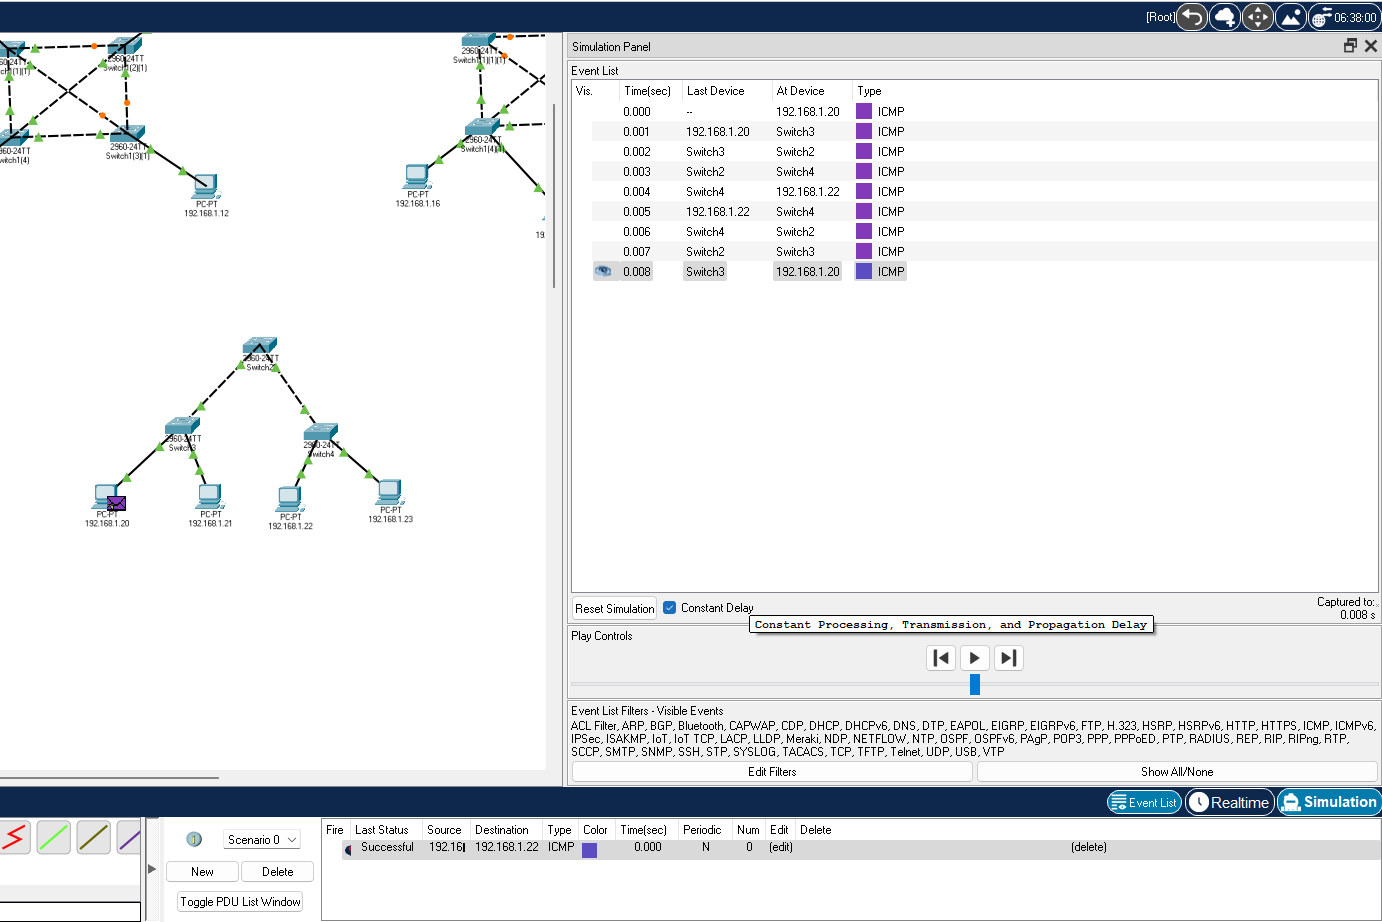 [Root]
06:38:00
Simulation Panel
Event List
Vis. Time(sec) Last Device At Device Type
0.000 -- 192.168.1.20 ICMP
0.001 192.168.1.20 Switch3 ICMP
0.002 Switch3 Switch2 ICMP
0.003 Switch2 Switch4 ICMP
0.004 Switch4 192.168.1.22 ICMP
0.005 192.168.1.22 Switch4 ICMP
0.006 Switch4 Switch2 ICMP
0.007 Switch2 Switch3 ICMP
0.008 Switch3 192.168.1.20 ICMP
Reset Simulation Constant Delay
Captured to:
0.008 s
Constant Processing, Transmission, and Propagation Delay
Play Controls
Event List Filters - Visible Events
ACL Filter, ARP, BGP, Bluetooth, CAPWAP, CDP, DHCP, DHCPv6, DNS, DTP, EAPOL, EIGRP, EIGRPv6, FTP, H.323, HSRP, HSRPv6, HTTP, HTTPS, ICMP, ICMPv6,
IPSec, ISAKMP, IoT, IoT TCP, LACP, LLDP, Meraki, NDP, NETFLOW, NTP, OSPF, OSPFv6, PAgP, POP3, PPP, PPPoED, PTP, RADIUS, REP, RIP, RIPng, RTP,
SCCP, SMTP, SNMP, SSH, STP, SYSLOG, TACACS, TCP, TFTP, Telnet, UDP, USB, VTP
Edit Filters Show All/None
Event List Realtime Simulation
2960-24TT
Switch1(2)(1)
2960-24TT
Switch1(3)(1)
60-24TT
witch1(4)
PC-PT
192.168.1.12
2960-24TT
Switch1(1)(1)(1)
2960-24TT
Switch1(4)(1)
PC-PT
192.168.1.16
19
2960-24TT
Switch2
2960-24TT
Switch3
2960-24TT
Switch4
PC-PT
192.168.1.20
PC-PT
192.168.1.21
PC-PT
192.168.1.22
PC-PT
192.168.1.23
Scenario 0
New Delete
Toggle PDU List Window
Fire Last Status Source Destination Type Color Time(sec) Periodic Num Edit Delete
Successful 192.16 192.168.1.22 ICMP 0.000 N 0 (edit) (delete)